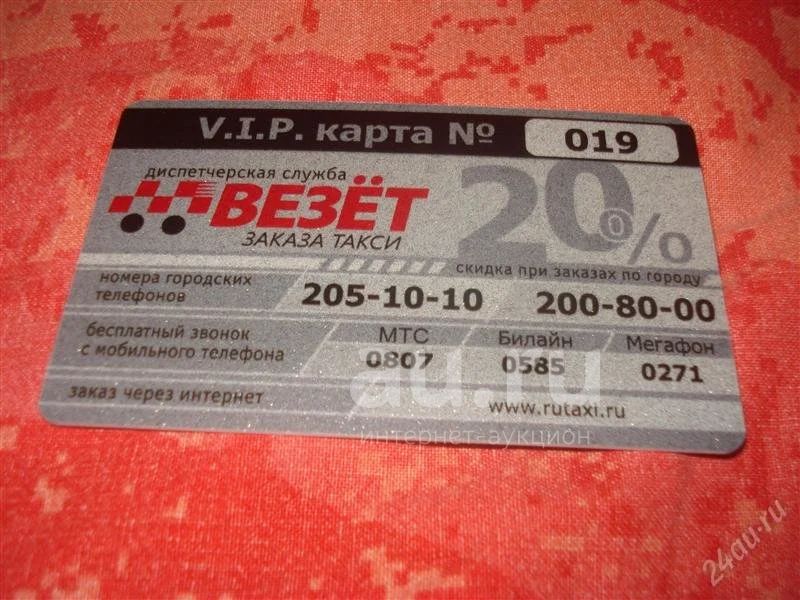 V.I.P. карта № 019
диспетчерская служба
ВЕЗЁТ
ЗАКАЗА ТАКСИ
20%
скидка при заказах по городу
номера городских
телефонов
205-10-10 200-80-00
бесплатный звонок
с мобильного телефона
МТС Билайн Мегафон
0807 0585 0271
заказ через интернет
www.rutaxi.ru
au.ru
интернет-аукцион
24au.ru